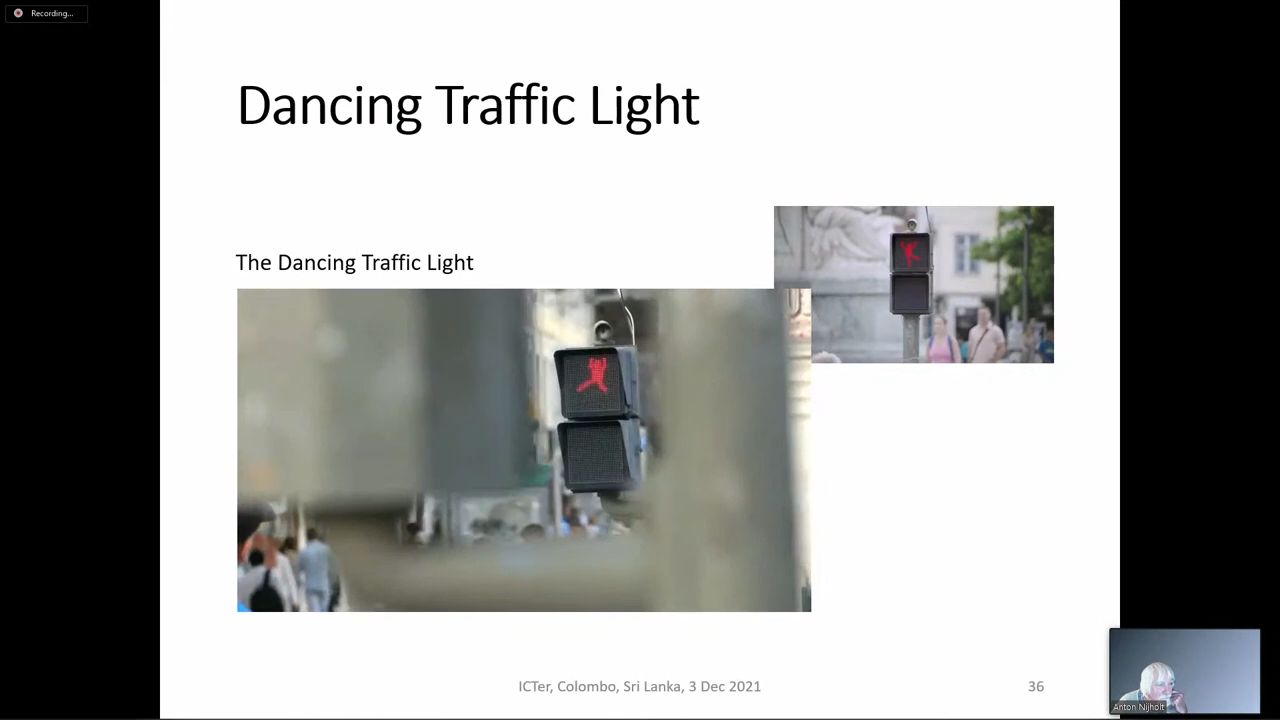 Recording...
Dancing Traffic Light
The Dancing Traffic Light
ICTer, Colombo, Sri Lanka, 3 Dec 2021
36
Anton Nijholt